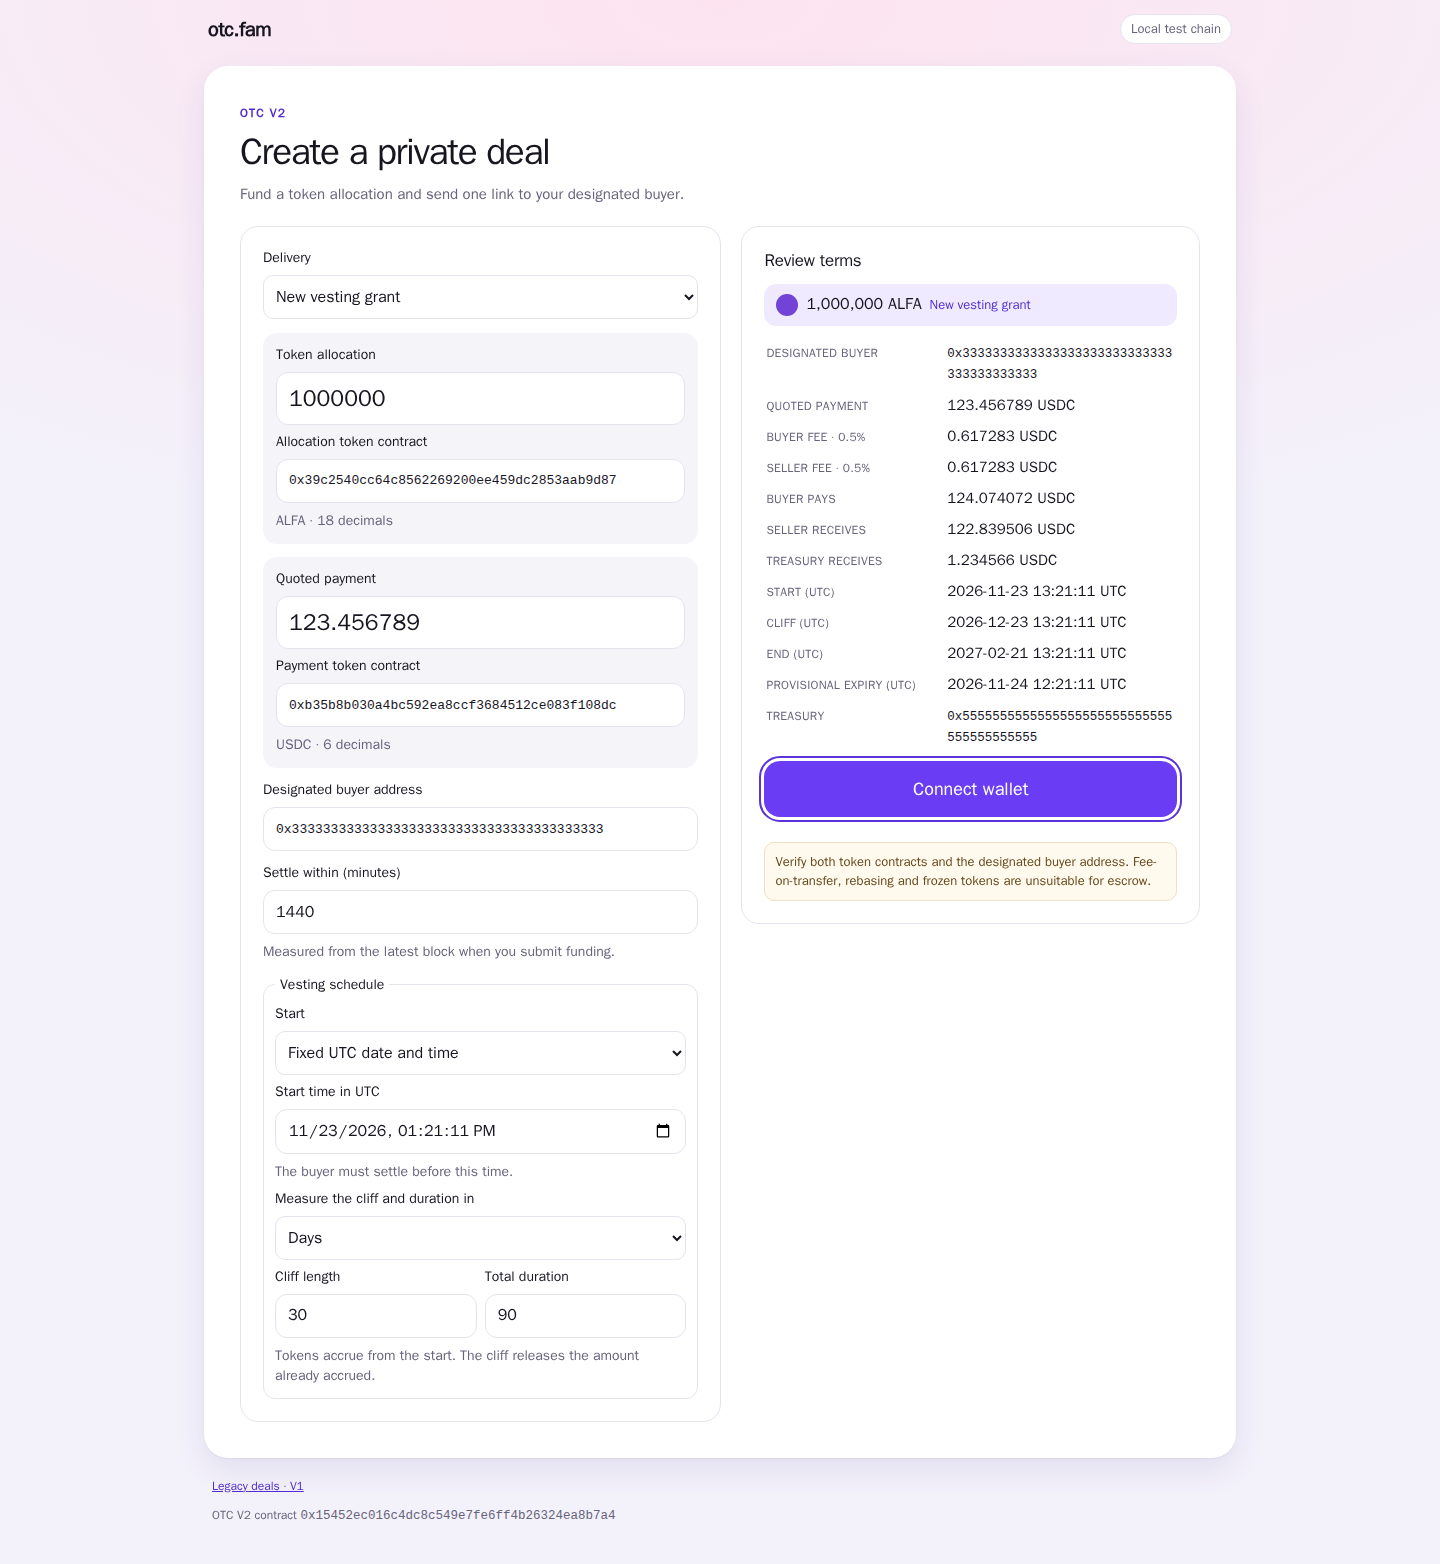 otc.fam
Local test chain
OTC V2
Create a private deal
Fund a token allocation and send one link to your designated buyer.
Delivery
New vesting grant
Token allocation
1000000
Allocation token contract
0x39c2540cc64c8562269200ee459dc2853aab9d87
ALFA · 18 decimals
Quoted payment
123.456789
Payment token contract
0xb35b8b030a4bc592ea8ccf3684512ce083f108dc
USDC · 6 decimals
Designated buyer address
0x3333333333333333333333333333333333333333
Settle within (minutes)
1440
Measured from the latest block when you submit funding.
Vesting schedule
Start
Fixed UTC date and time
Start time in UTC
11/23/2026, 01:21:11 PM
The buyer must settle before this time.
Measure the cliff and duration in
Days
Cliff length Total duration
30 90
Tokens accrue from the start. The cliff releases the amount
already accrued.
Review terms
1,000,000 ALFA New vesting grant
DESIGNATED BUYER 0x3333333333333333333333333333
333333333333
QUOTED PAYMENT 123.456789 USDC
BUYER FEE · 0.5% 0.617283 USDC
SELLER FEE · 0.5% 0.617283 USDC
BUYER PAYS 124.074072 USDC
SELLER RECEIVES 122.839506 USDC
TREASURY RECEIVES 1.234566 USDC
START (UTC) 2026-11-23 13:21:11 UTC
CLIFF (UTC) 2026-12-23 13:21:11 UTC
END (UTC) 2027-02-21 13:21:11 UTC
PROVISIONAL EXPIRY (UTC) 2026-11-24 12:21:11 UTC
TREASURY 0x5555555555555555555555555555
555555555555
Connect wallet
Verify both token contracts and the designated buyer address. Fee-
on-transfer, rebasing and frozen tokens are unsuitable for escrow.
Legacy deals · V1
OTC V2 contract 0x15452ec016c4dc8c549e7fe6ff4b26324ea8b7a4